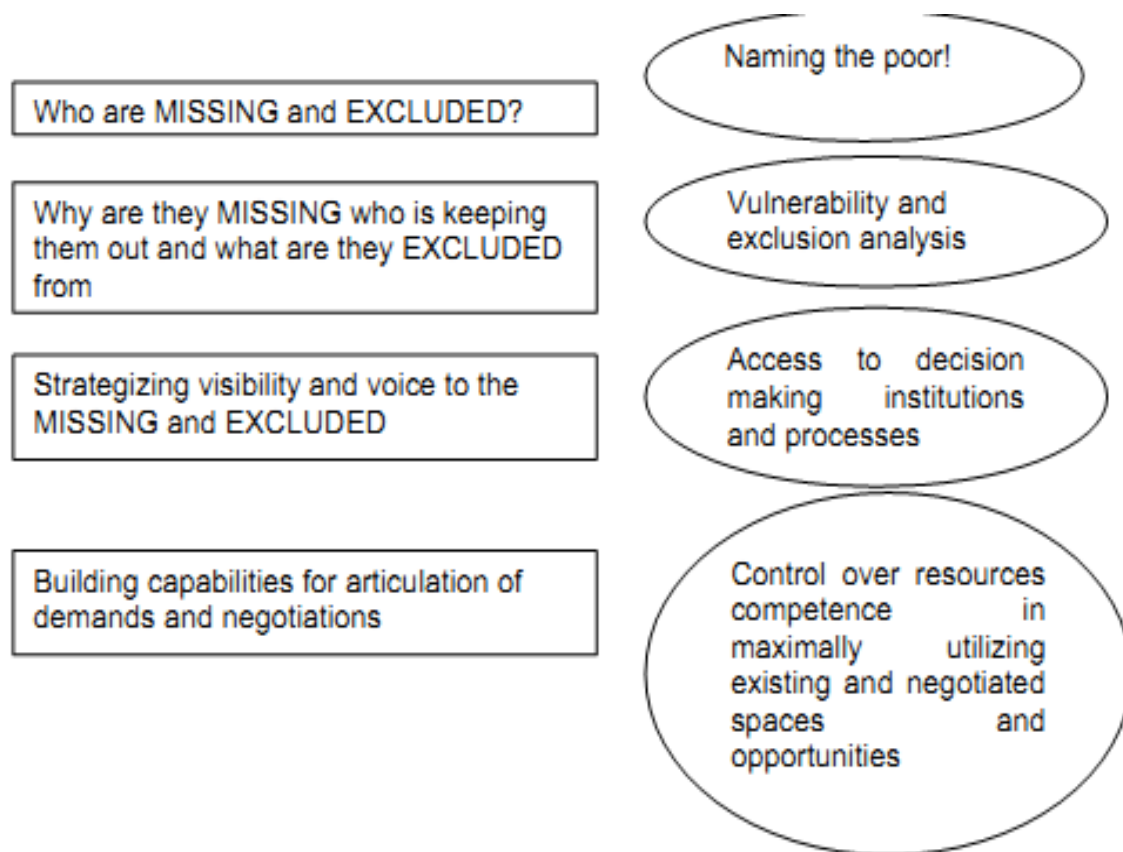 Naming the poor!
Who are MISSING and EXCLUDED?
Why are they MISSING who is keeping
them out and what are they EXCLUDED
from
Vulnerability and
exclusion analysis
Strategizing visibility and voice to the
MISSING and EXCLUDED
Access to decision
making institutions
and processes
Building capabilities for articulation of
demands and negotiations
Control over resources
competence in
maximally utilizing
existing and negotiated
spaces and
opportunities